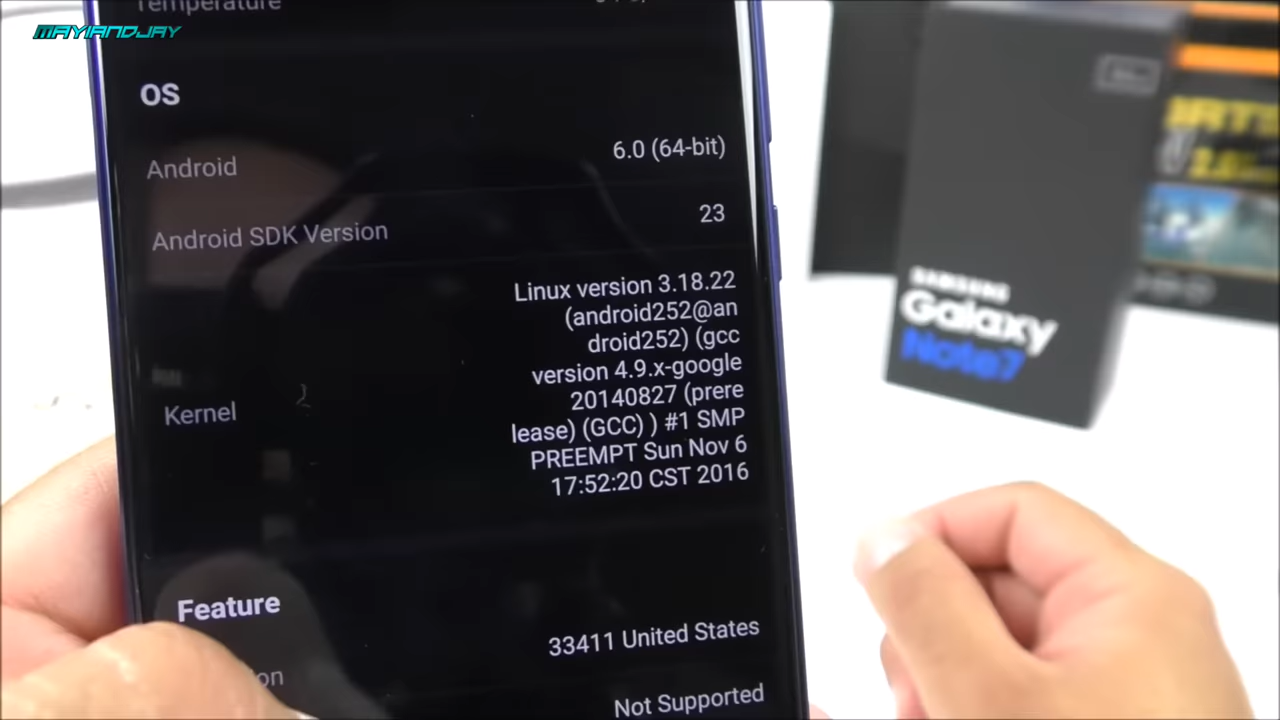 MAYIANDJAY
Temperature
OS
Android
6.0 (64-bit)
Android SDK Version
23
Kernel
Linux version 3.18.22
(android252@an
droid252) (gcc
version 4.9.x-google
20140827 (prere
lease) (GCC) ) #1 SMP
PREEMPT Sun Nov 6
17:52:20 CST 2016
Feature
33411 United States
Not Supported
SAMSUNG
Galaxy
Note7